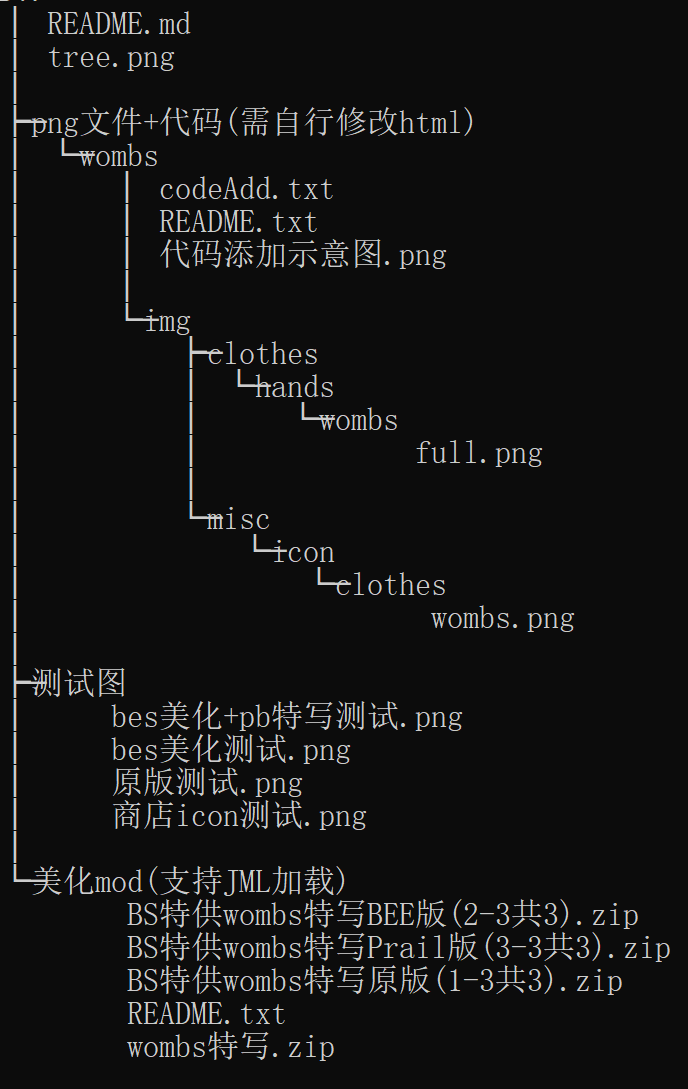 README.md
tree.png
png文件+代码(需自行修改html)
wombs
codeAdd.txt
README.txt
代码添加示意图.png
img
clothes
hands
wombs
full.png
misc
icon
clothes
wombs.png
测试图
bes美化+pb特写测试.png
bes美化测试.png
原版测试.png
商店icon测试.png
美化mod(支持JML加载)
BS特供wombs特写BEE版(2-3共3).zip
BS特供wombs特写Prail版(3-3共3).zip
BS特供wombs特写原版(1-3共3).zip
README.txt
wombs特写.zip